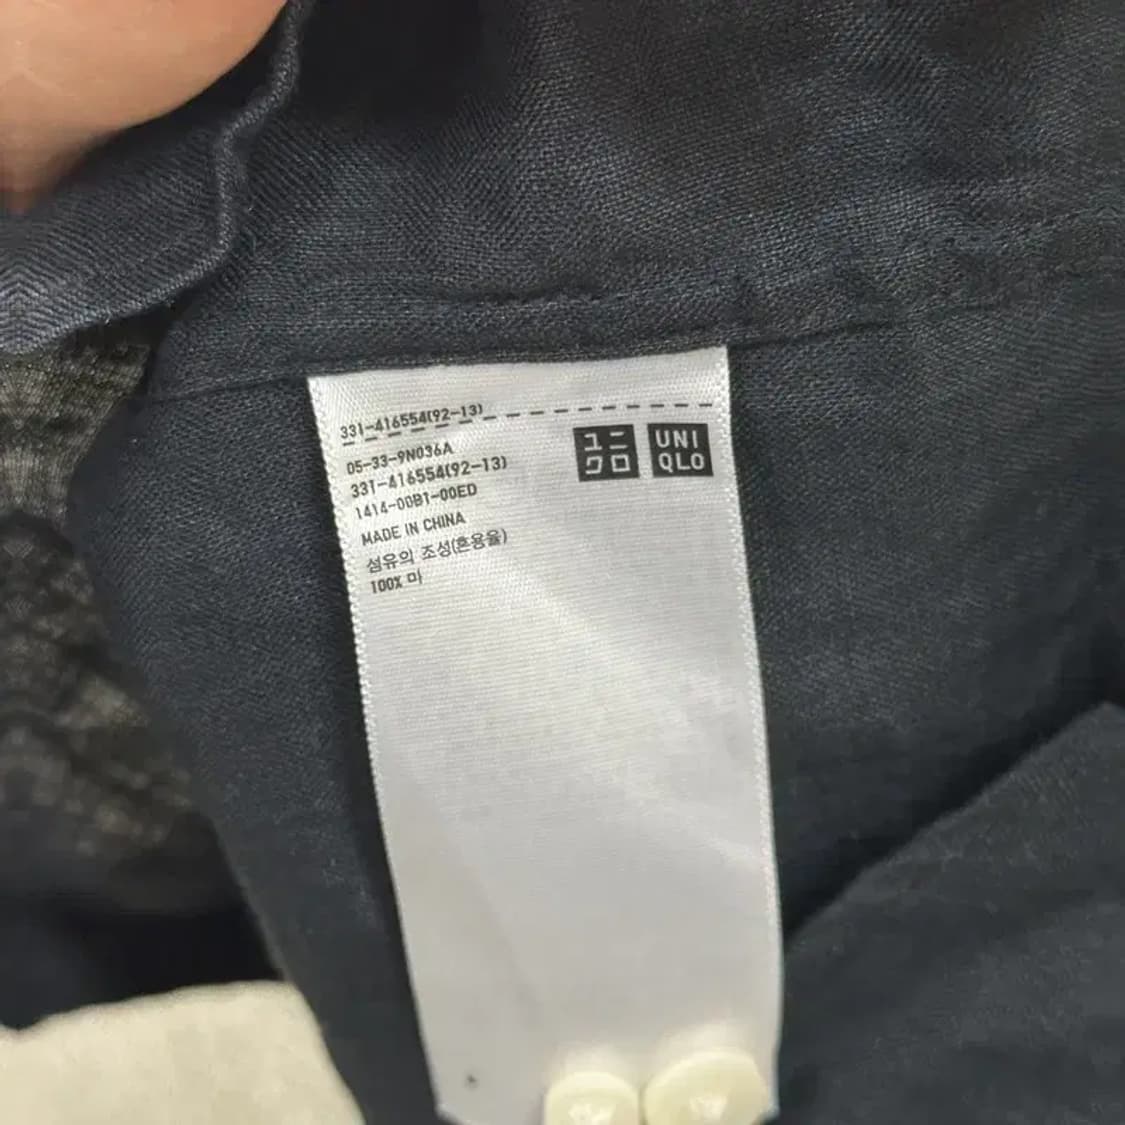 331-416554(92-13)
05-33-9N036A
331-416554(92-13)
1414-00B1-00ED
MADE IN CHINA
섬유의 조성(혼용율)
100% 마
ユニ
クロ
UNI
QLO